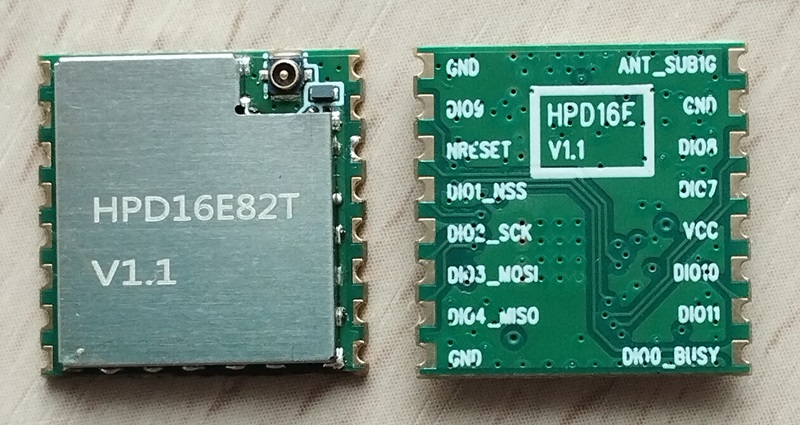 HPD16E82T
V1.1
GND
ANT_SUB1G
DIO9
GND
HPD16E
V1.1
NRESET
DIO8
DIO1_NSS
DIO7
DIO2_SCK
VCC
DIO3_MOSI
DIO10
DIO4_MISO
DIO11
GND
DIO0_BUSY